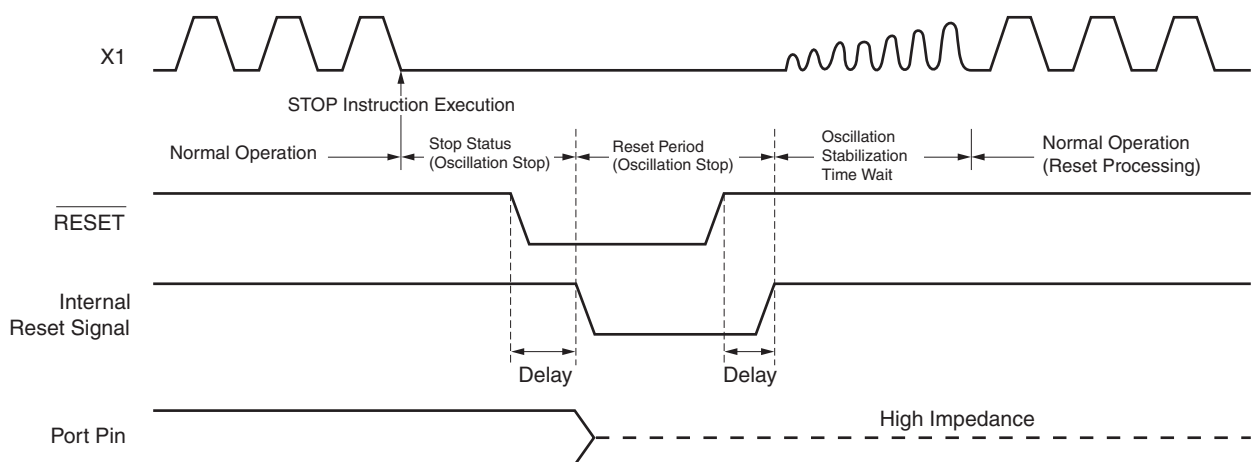 X1
STOP Instruction Execution
Normal Operation
Stop Status
(Oscillation Stop)
Reset Period
(Oscillation Stop)
Oscillation
Stabilization
Time Wait
Normal Operation
(Reset Processing)
RESET
Internal
Reset Signal
Delay
Delay
Port Pin
High Impedance